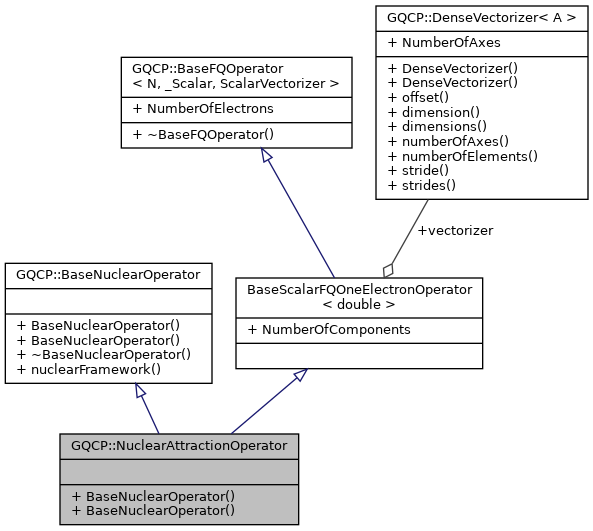 GQCP::DenseVectorizer< A >
+ NumberOfAxes
+ DenseVectorizer()
+ DenseVectorizer()
+ offset()
+ dimension()
+ dimensions()
+ numberOfAxes()
+ numberOfElements()
+ stride()
+ strides()
GQCP::BaseFQOperator
< N, _Scalar, ScalarVectorizer >
+ NumberOfElectrons
+ ~BaseFQOperator()
+vectorizer
GQCP::BaseNuclearOperator
+ BaseNuclearOperator()
+ BaseNuclearOperator()
+ ~BaseNuclearOperator()
+ nuclearFramework()
BaseScalarFQOneElectronOperator
< double >
+ NumberOfComponents
GQCP::NuclearAttractionOperator
+ BaseNuclearOperator()
+ BaseNuclearOperator()